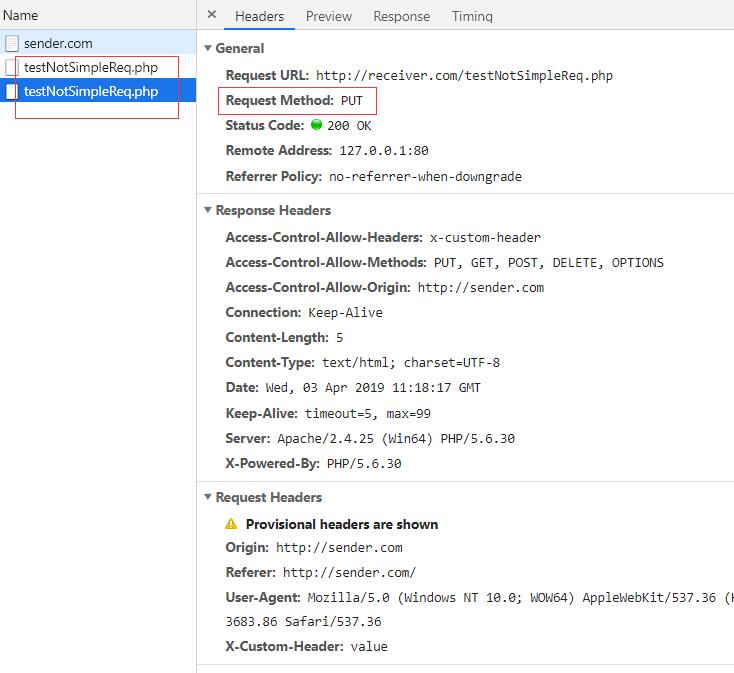 Name
sender.com
testNotSimpleReq.php
testNotSimpleReq.php
× Headers Preview Response Timing
General
Request URL: http://receiver.com/testNotSimpleReq.php
Request Method: PUT
Status Code: 200 OK
Remote Address: 127.0.0.1:80
Referrer Policy: no-referrer-when-downgrade
Response Headers
Access-Control-Allow-Headers: x-custom-header
Access-Control-Allow-Methods: PUT, GET, POST, DELETE, OPTIONS
Access-Control-Allow-Origin: http://sender.com
Connection: Keep-Alive
Content-Length: 5
Content-Type: text/html; charset=UTF-8
Date: Wed, 03 Apr 2019 11:18:17 GMT
Keep-Alive: timeout=5, max=99
Server: Apache/2.4.25 (Win64) PHP/5.6.30
X-Powered-By: PHP/5.6.30
Request Headers
Provisional headers are shown
Origin: http://sender.com
Referer: http://sender.com/
User-Agent: Mozilla/5.0 (Windows NT 10.0; WOW64) AppleWebKit/537.36 (
3683.86 Safari/537.36
X-Custom-Header: value